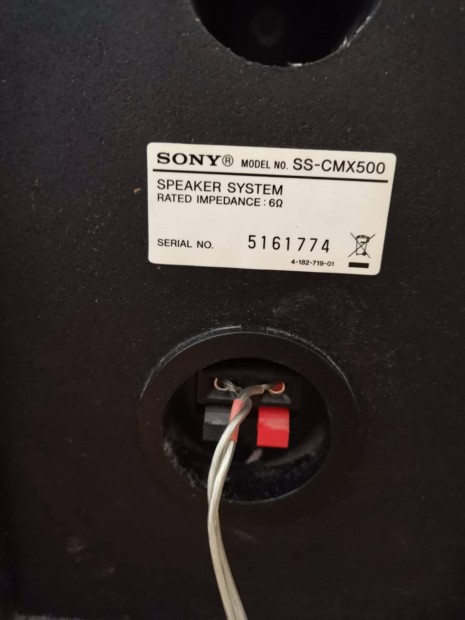 SONY® MODEL NO. SS-CMX500
SPEAKER SYSTEM
RATED IMPEDANCE : 6Ω
SERIAL NO. 5161774
4-182-719-01